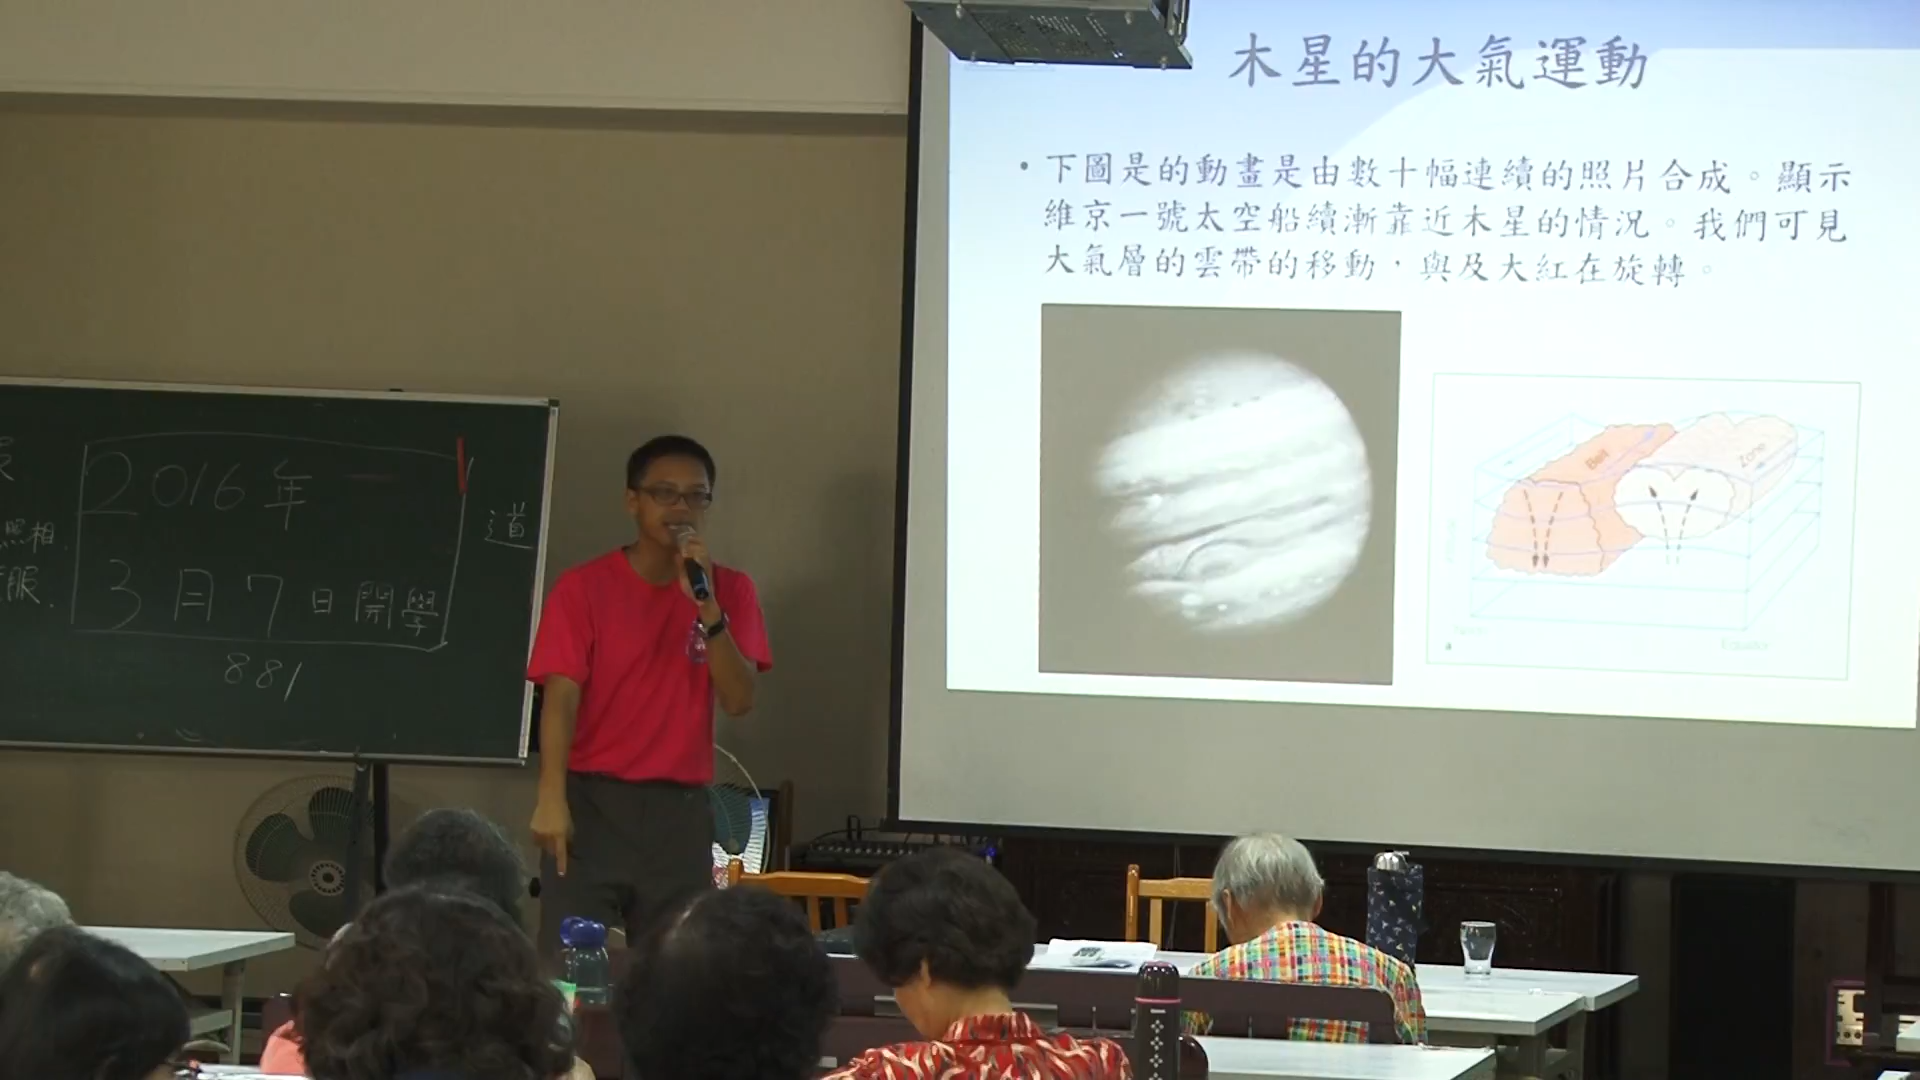 木星的大氣運動
• 下圖是的動畫是由數十幅連續的照片合成。顯示
維京一號太空船續漸靠近木星的情況。我們可見
大氣層的雲帶的移動，與及大紅在旋轉。
Belt
Zone
Equator
a
2016年
3月7日開學
881
道
照相.
服.